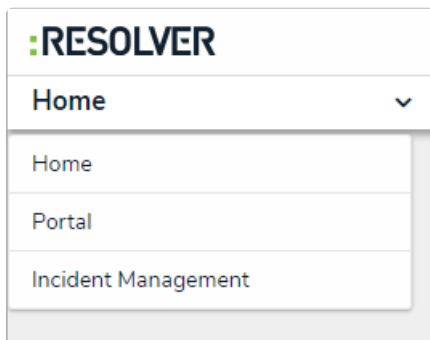 :RESOLVER
Home
Home
Portal
Incident Management